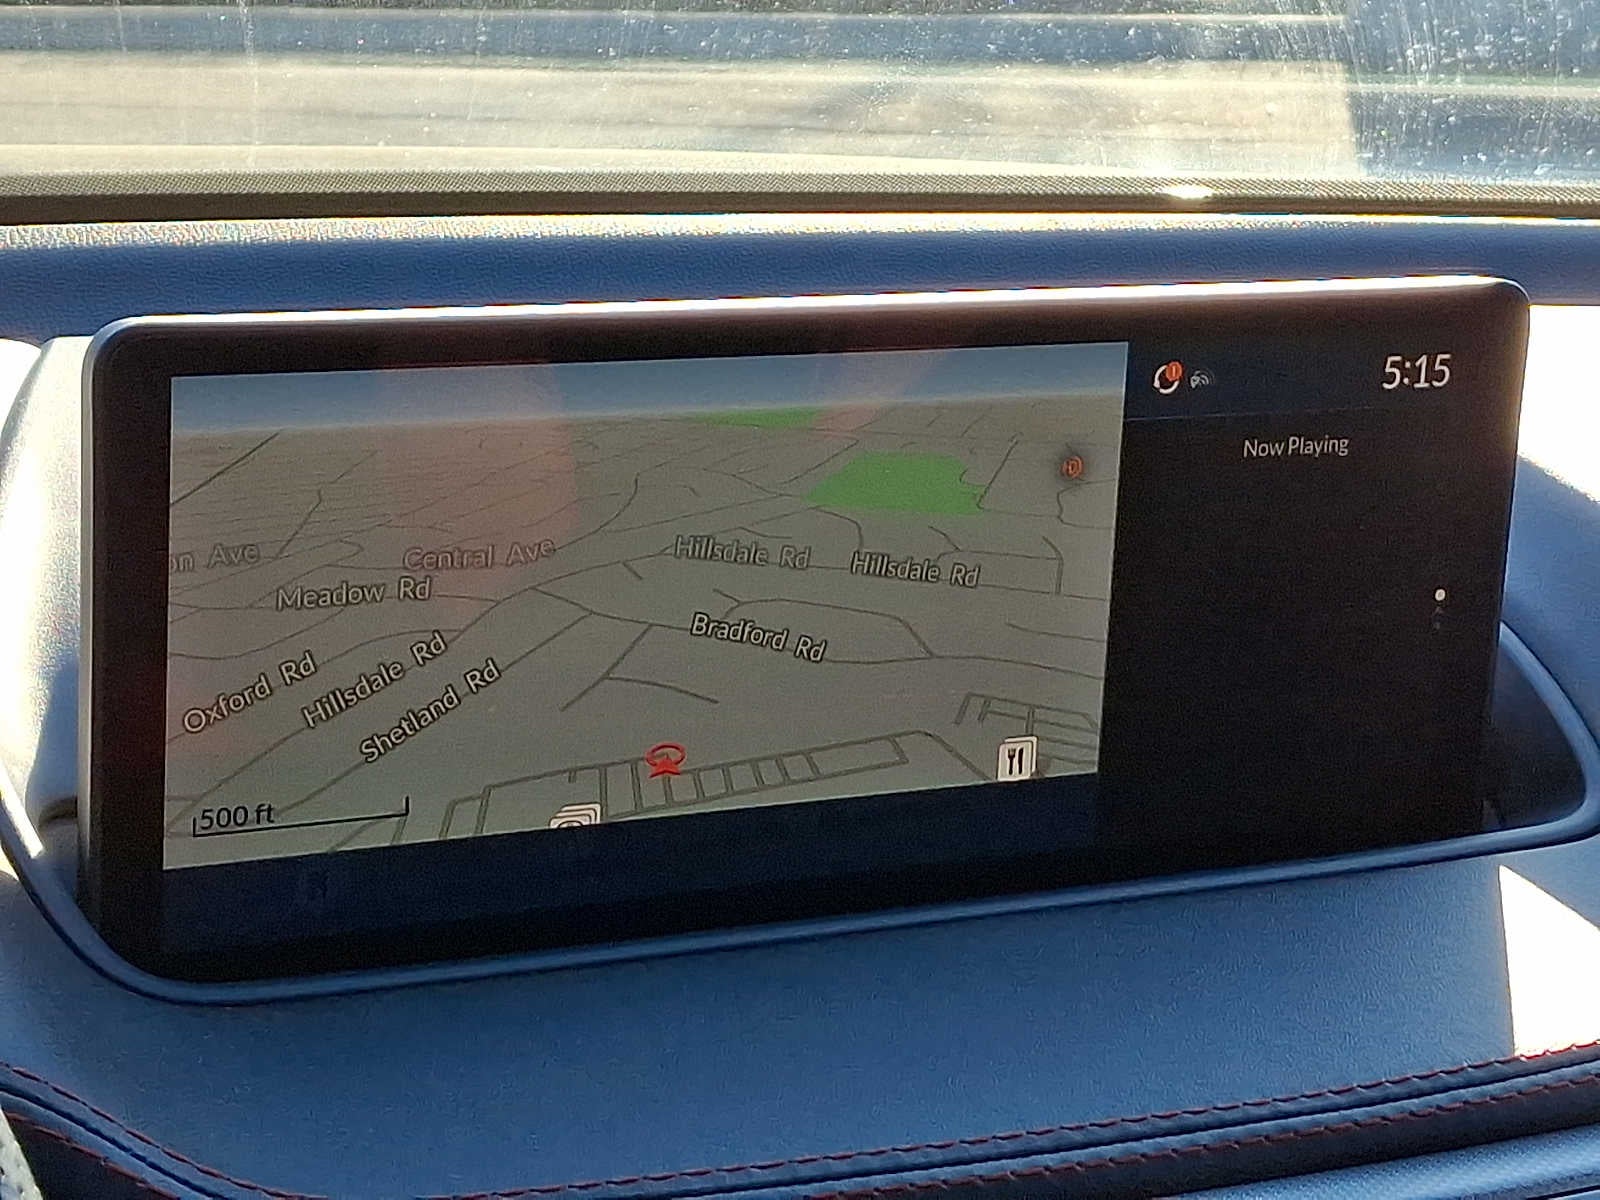 5:15
Now Playing
HD
Ave
Central Ave
Hillsdale Rd
Hillsdale Rd
Meadow Rd
Bradford Rd
Oxford Rd
Hillsdale Rd
Shetland Rd
500 ft